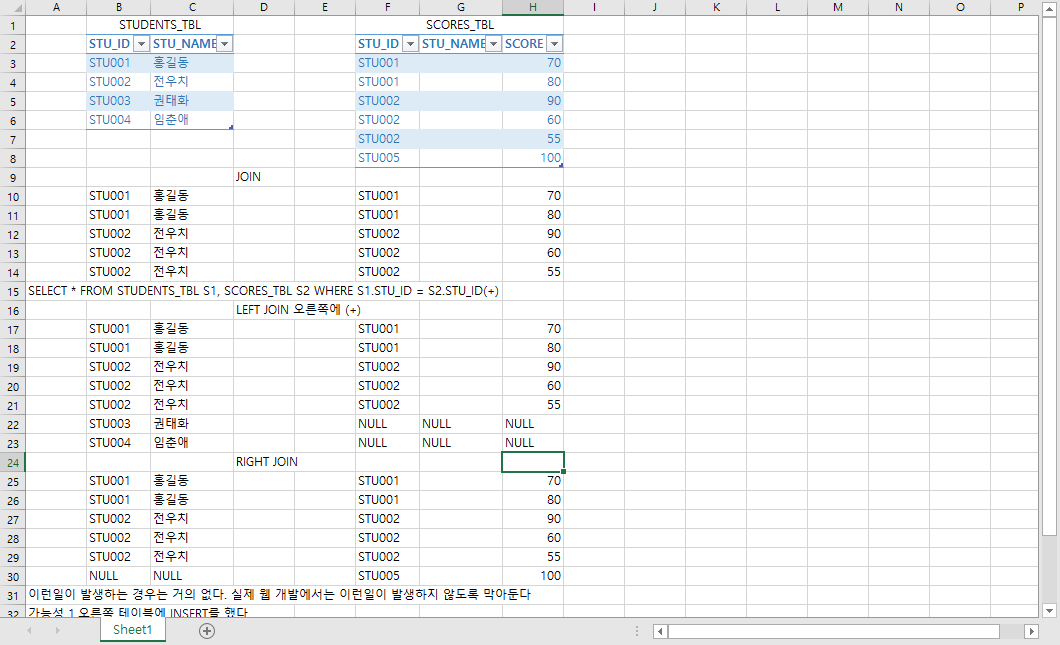 A B C D E F G H I J K L M N O P
1 STUDENTS_TBL SCORES_TBL
2 STU_ID STU_NAME STU_ID STU_NAME SCORE
3 STU001 홍길동 STU001 70
4 STU002 전우치 STU001 80
5 STU003 권태화 STU002 90
6 STU004 임춘애 STU002 60
7 STU002 55
8 STU005 100
9 JOIN
10 STU001 홍길동 STU001 70
11 STU001 홍길동 STU001 80
12 STU002 전우치 STU002 90
13 STU002 전우치 STU002 60
14 STU002 전우치 STU002 55
15 SELECT * FROM STUDENTS_TBL S1, SCORES_TBL S2 WHERE S1.STU_ID = S2.STU_ID(+)
16 LEFT JOIN 오른쪽에 (+)
17 STU001 홍길동 STU001 70
18 STU001 홍길동 STU001 80
19 STU002 전우치 STU002 90
20 STU002 전우치 STU002 60
21 STU002 전우치 STU002 55
22 STU003 권태화 NULL NULL NULL
23 STU004 임춘애 NULL NULL NULL
24 RIGHT JOIN
25 STU001 홍길동 STU001 70
26 STU001 홍길동 STU001 80
27 STU002 전우치 STU002 90
28 STU002 전우치 STU002 60
29 STU002 전우치 STU002 55
30 NULL NULL STU005 100
31 이런일이 발생하는 경우는 거의 없다. 실제 웹 개발에서는 이런일이 발생하지 않도록 막아둔다
32 가능성 1 오른쪽 테이블에 INSERT를 했다
Sheet1